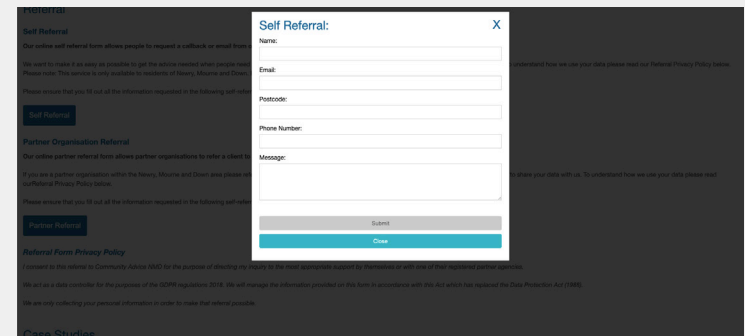 Referral
Self Referral
Our online self referral form allows people to request a callback or email from
We want to make it as easy as possible to get the advice needed when people need
understand how we use your data please read our Referral Privacy Policy below.
Please note: This service is only available to residents of Newry, Mourne and Down.
Please ensure that you fill out all the information requested in the following self-refer
Self Referral
Partner Organisation Referral
Our online partner referral form allows partner organisations to refer a client to
If you are a partner organisation within the Newry, Mourne and Down area please
to share your data with us. To understand how we use your data please read
ourReferral Privacy Policy below.
Please ensure that you fill out all the information requested in the following self-refer
Partner Referral
Referral Form Privacy Policy
I consent to this referral to Community Advice NMD for the purpose of directing my inquiry to the most appropriate support by themselves or with one of their registered partner agencies.
We act as a data controller for the purposes of the GDPR regulations 2018. We will manage the information provided on this form in accordance with this Act which has replaced the Data Protection Act (1998).
We are only collecting your personal information in order to make that referral possible.
Case Studies
Self Referral:
X
Name:
Email:
Postcode:
Phone Number:
Message:
Submit
Close